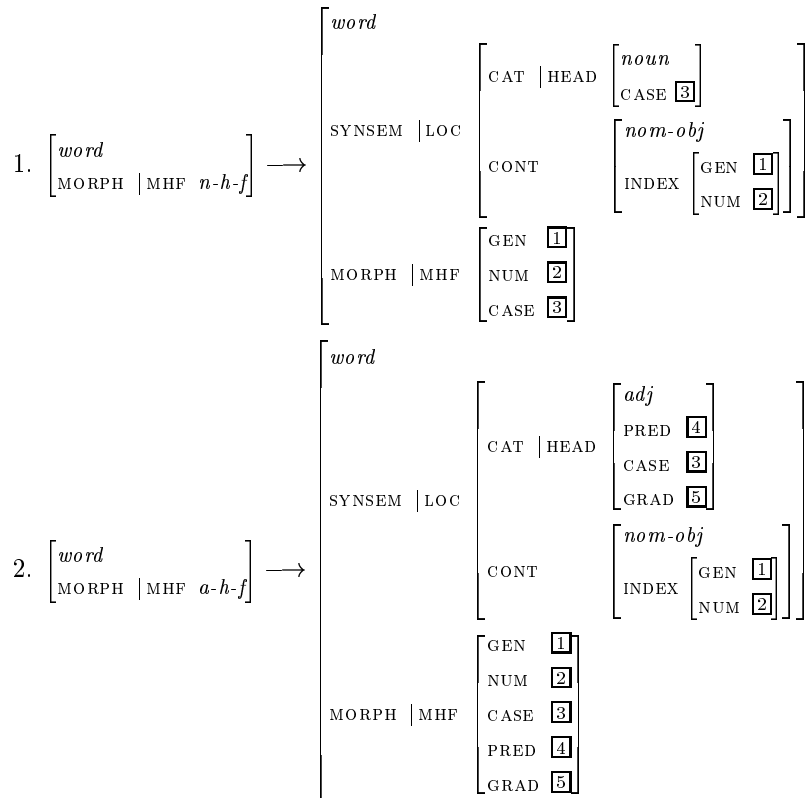 word
CAT | HEAD
noun
CASE 3
SYNSEM | LOC
1. word
MORPH | MHF n-h-f
⟶
CONT
nom-obj
INDEX
GEN 1
NUM 2
MORPH | MHF
GEN 1
NUM 2
CASE 3
word
CAT | HEAD
adj
PRED 4
CASE 3
GRAD 5
SYNSEM | LOC
2. word
MORPH | MHF a-h-f
⟶
CONT
nom-obj
INDEX
GEN 1
NUM 2
MORPH | MHF
GEN 1
NUM 2
CASE 3
PRED 4
GRAD 5